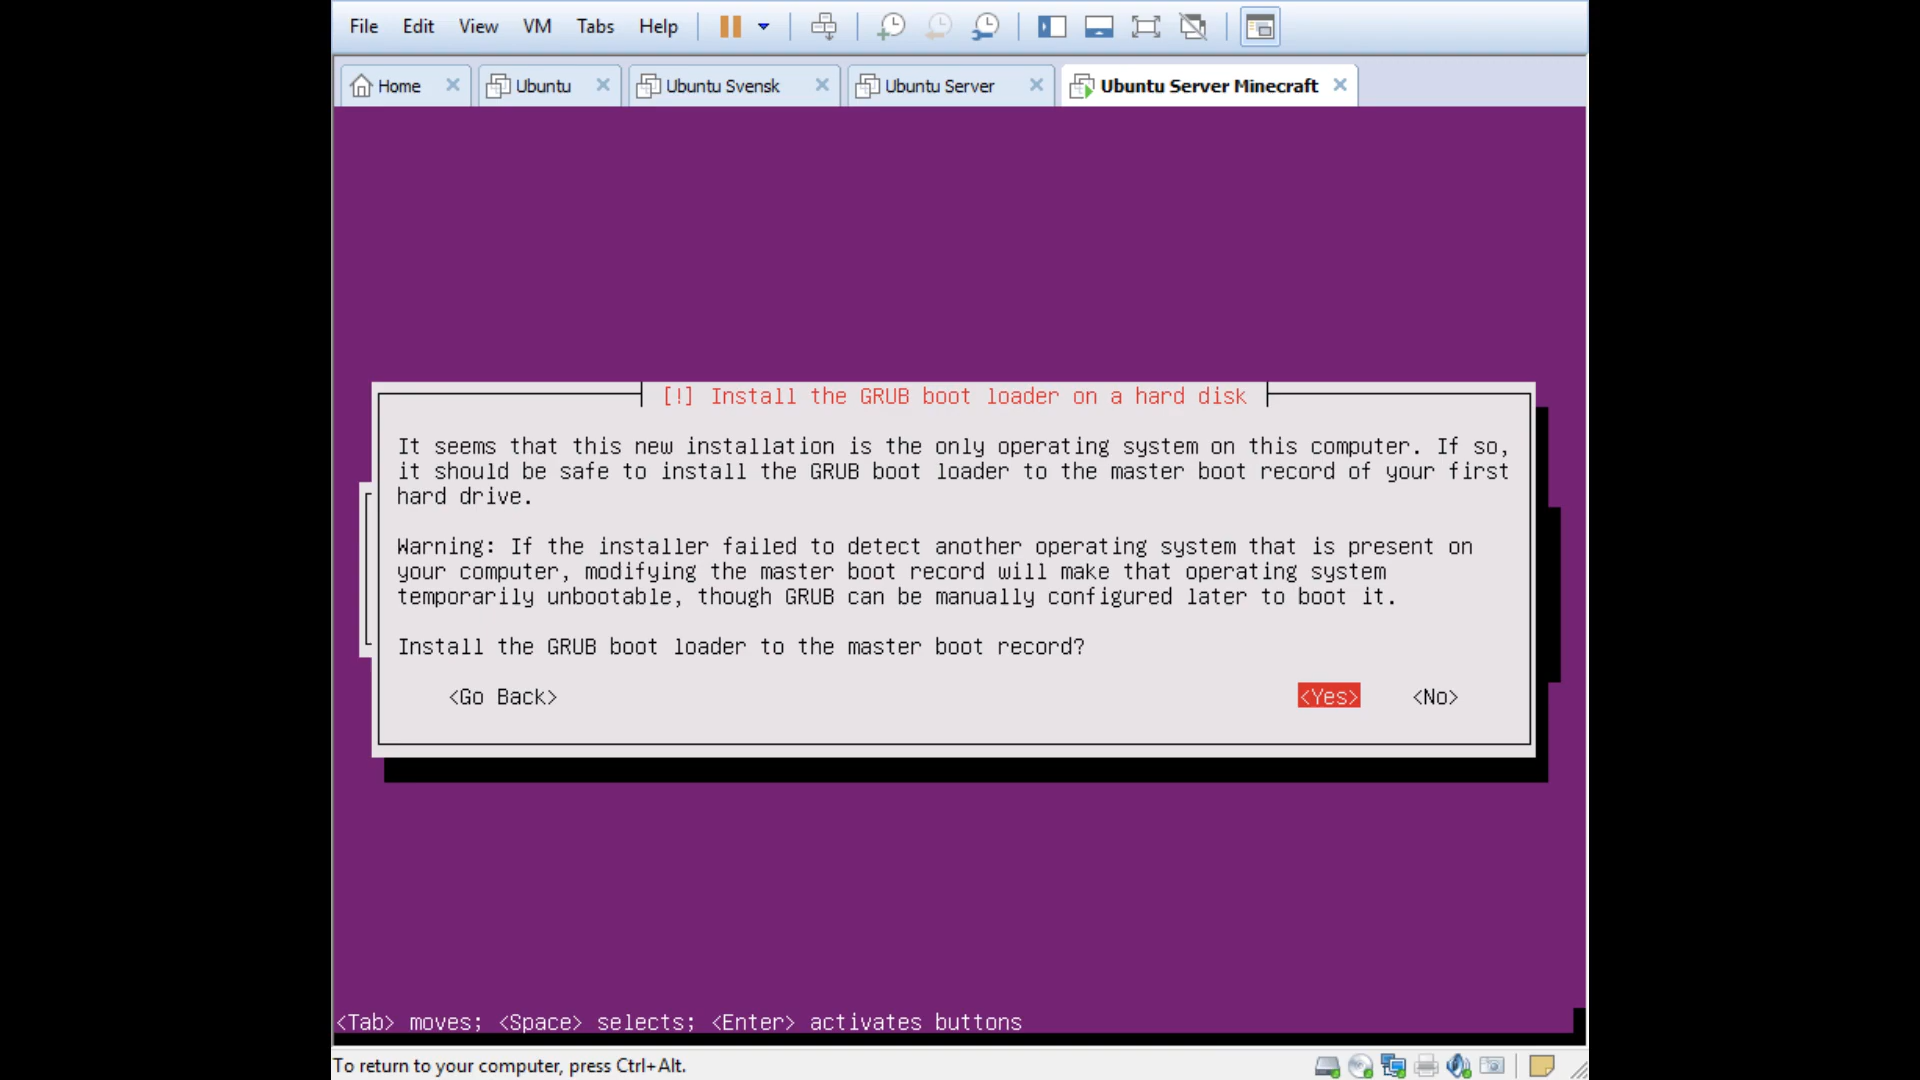 File Edit View VM Tabs Help
Home Ubuntu Ubuntu Svensk Ubuntu Server Ubuntu Server Minecraft
[!] Install the GRUB boot loader on a hard disk
It seems that this new installation is the only operating system on this computer. If so,
it should be safe to install the GRUB boot loader to the master boot record of your first
hard drive.
Warning: If the installer failed to detect another operating system that is present on
your computer, modifying the master boot record will make that operating system
temporarily unbootable, though GRUB can be manually configured later to boot it.
Install the GRUB boot loader to the master boot record?
<Go Back> <Yes> <No>
<Tab> moves; <Space> selects; <Enter> activates buttons
To return to your computer, press Ctrl+Alt.